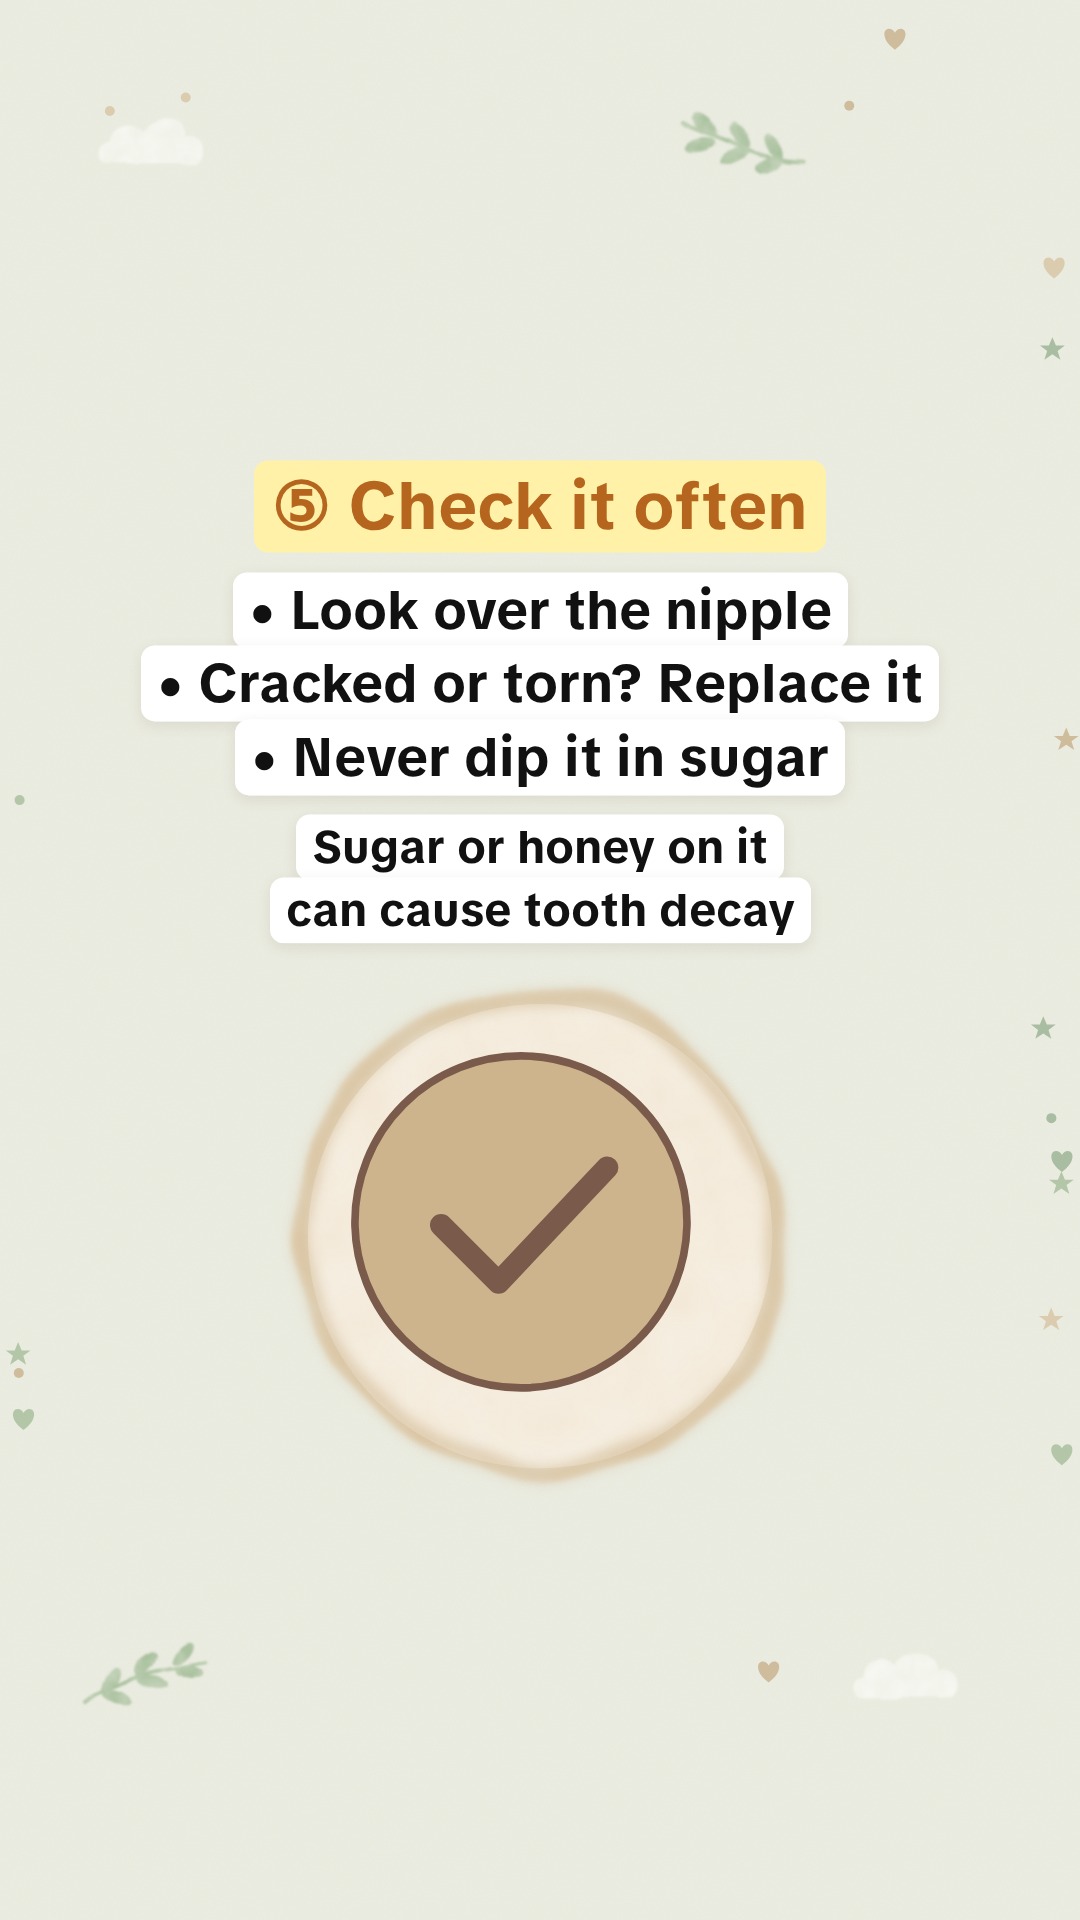 ⑤ Check it often
• Look over the nipple
• Cracked or torn? Replace it
• Never dip it in sugar
Sugar or honey on it
can cause tooth decay